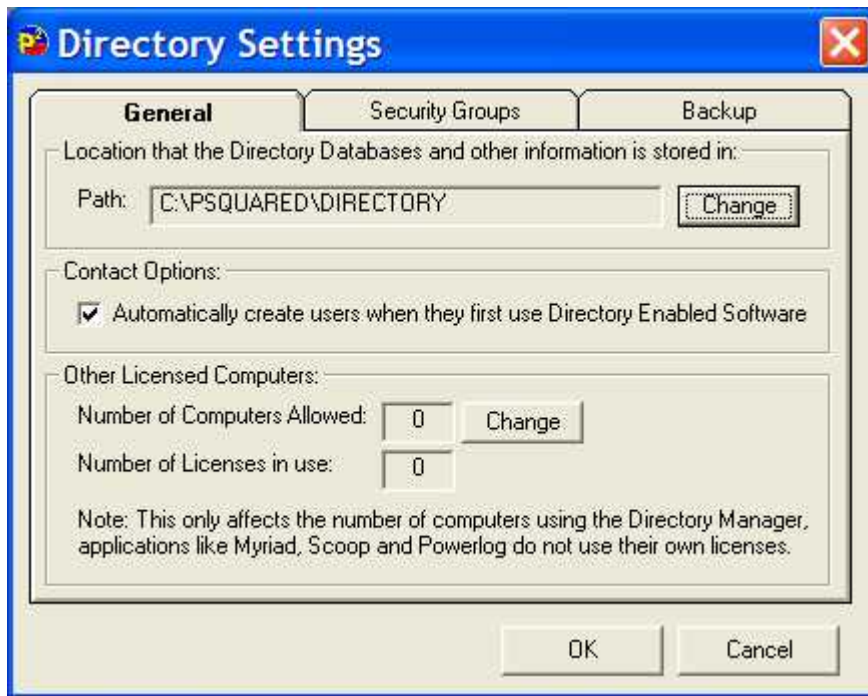 Directory Settings
General
Security Groups
Backup
Location that the Directory Databases and other information is stored in:
Path:
C:\PSQUARED\DIRECTORY
Change
Contact Options:
Automatically create users when they first use Directory Enabled Software
Other Licensed Computers:
Number of Computers Allowed:
0
Change
Number of Licenses in use:
0
Note: This only affects the number of computers using the Directory Manager,
applications like Myriad, Scoop and Powerlog do not use their own licenses.
OK
Cancel